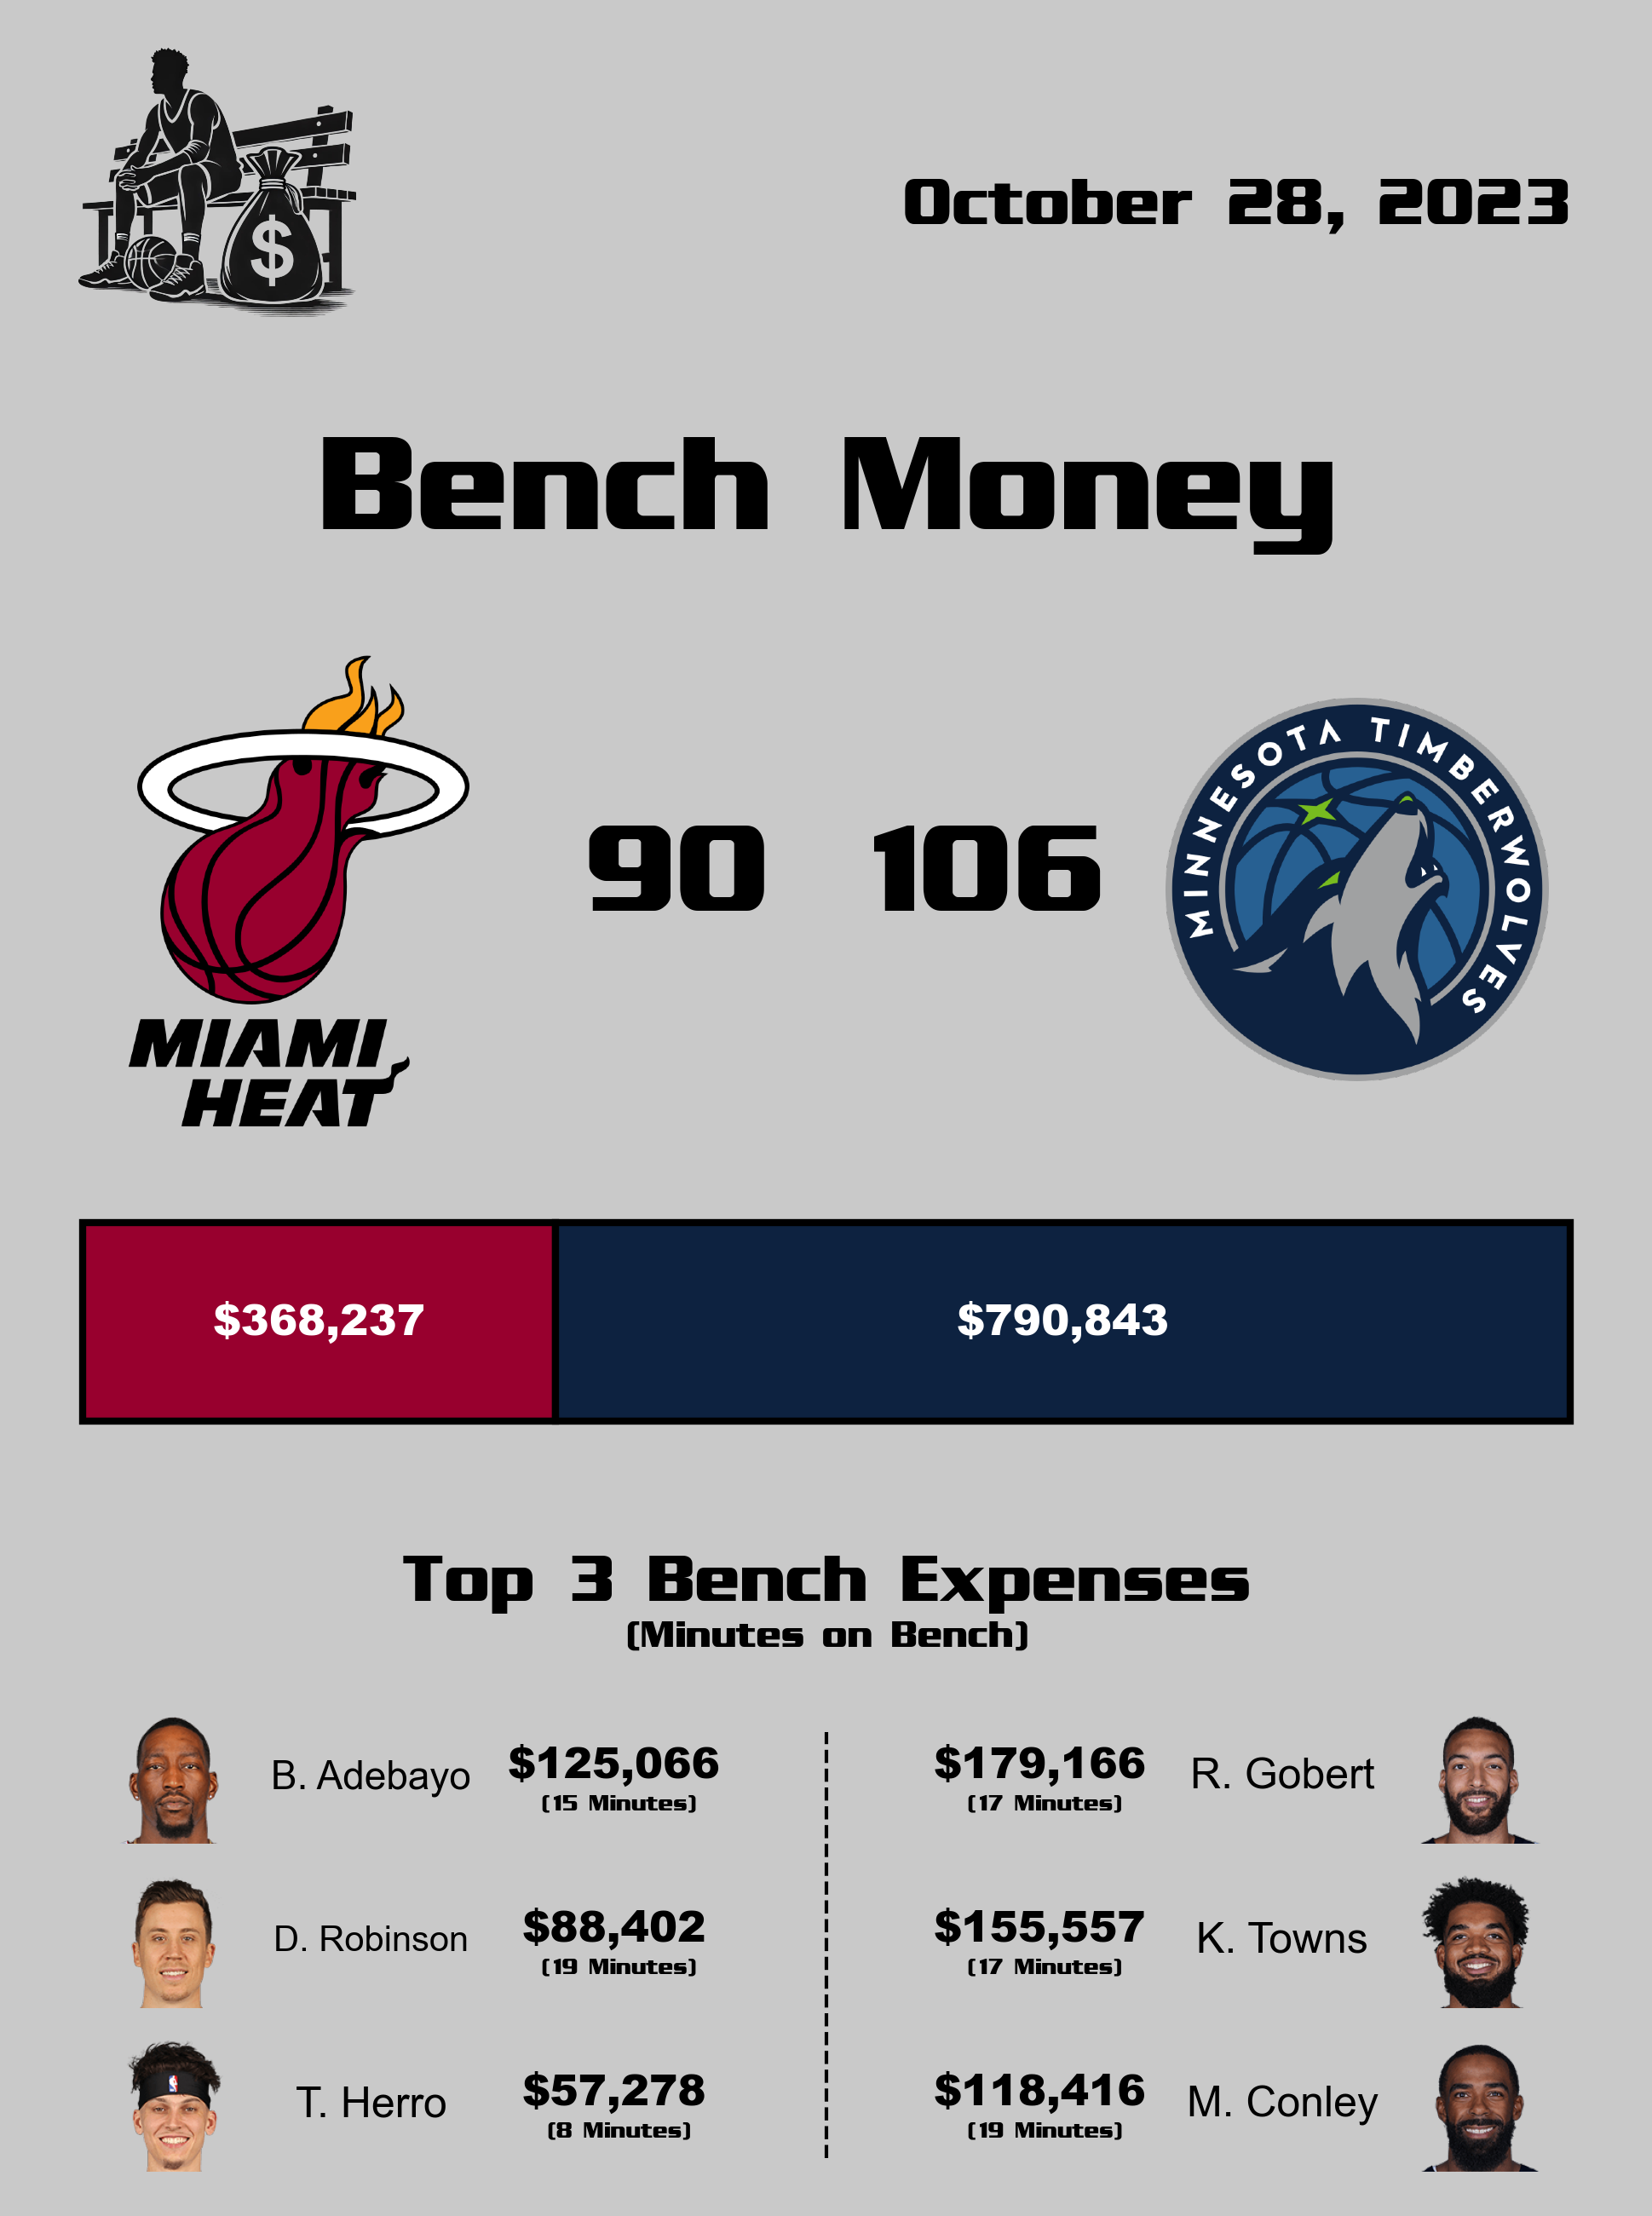 $
October 28, 2023
Bench Money
MIAMI
HEAT
90 106
MINNESOTA TIMBERWOLVES
$368,237 $790,843
Top 3 Bench Expenses
(Minutes on Bench)
B. Adebayo $125,066
(15 Minutes)
$179,166 R. Gobert
(17 Minutes)
D. Robinson $88,402
(19 Minutes)
$155,557 K. Towns
(17 Minutes)
T. Herro $57,278
(8 Minutes)
$118,416 M. Conley
(19 Minutes)